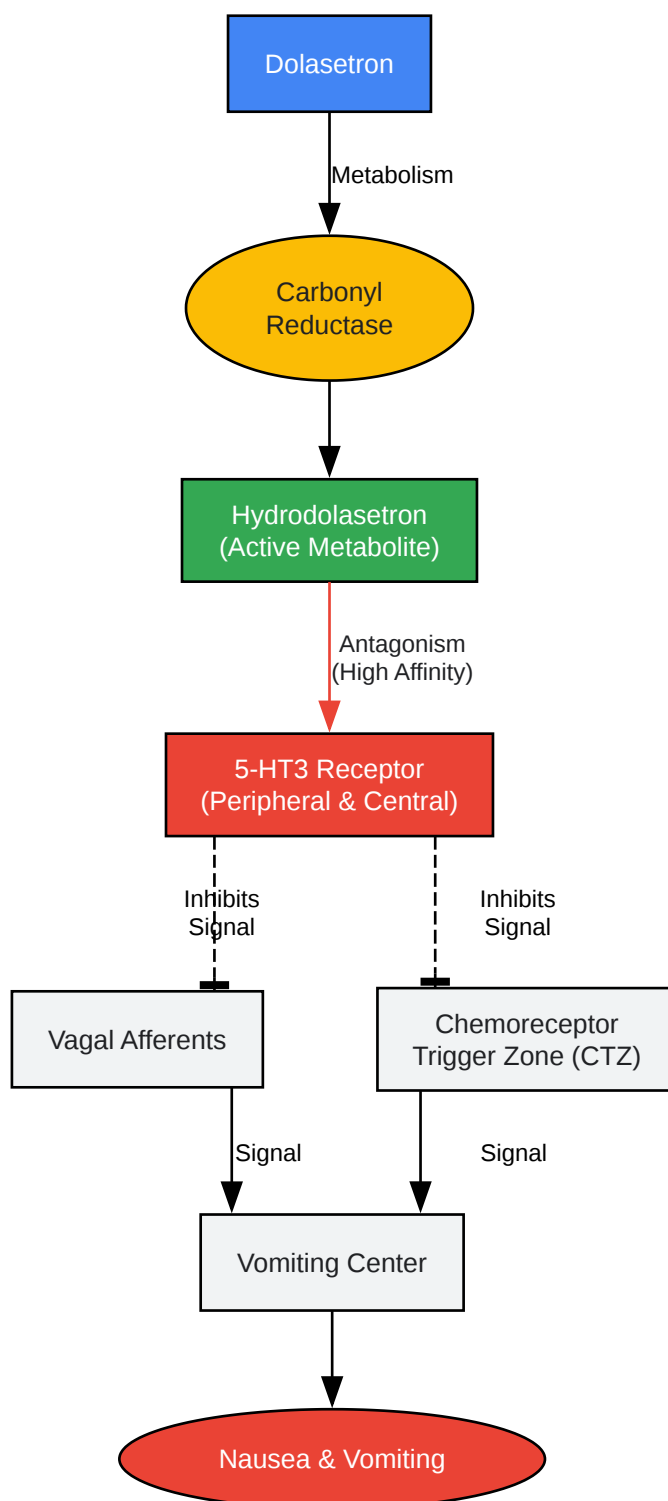 Dolasetron
Metabolism
Carbonyl
Reductase
Hydrodolasetron
(Active Metabolite)
Antagonism
(High Affinity)
5-HT3 Receptor
(Peripheral & Central)
Inhibits
Signal
Inhibits
Signal
Vagal Afferents
Chemoreceptor
Trigger Zone (CTZ)
Signal
Signal
Vomiting Center
Nausea & Vomiting